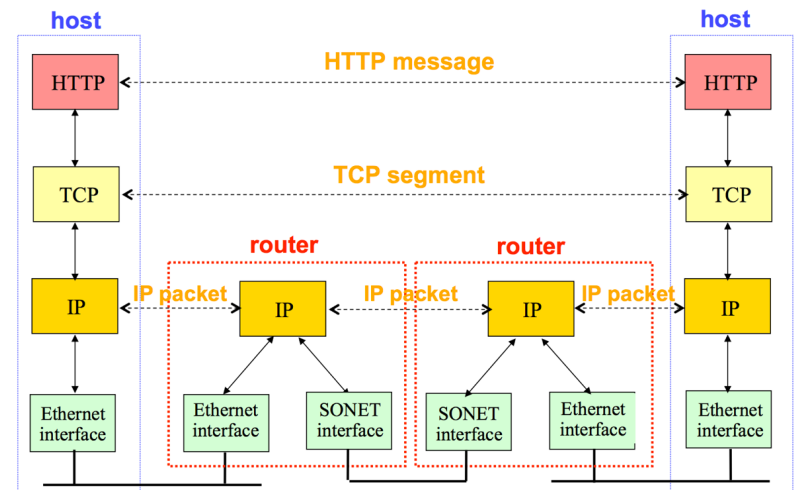 host
host
HTTP
HTTP message
HTTP
TCP
TCP segment
TCP
router
router
IP
IP packet
IP
IP packet
IP
IP packet
IP
Ethernet
interface
Ethernet
interface
SONET
interface
SONET
interface
Ethernet
interface
Ethernet
interface